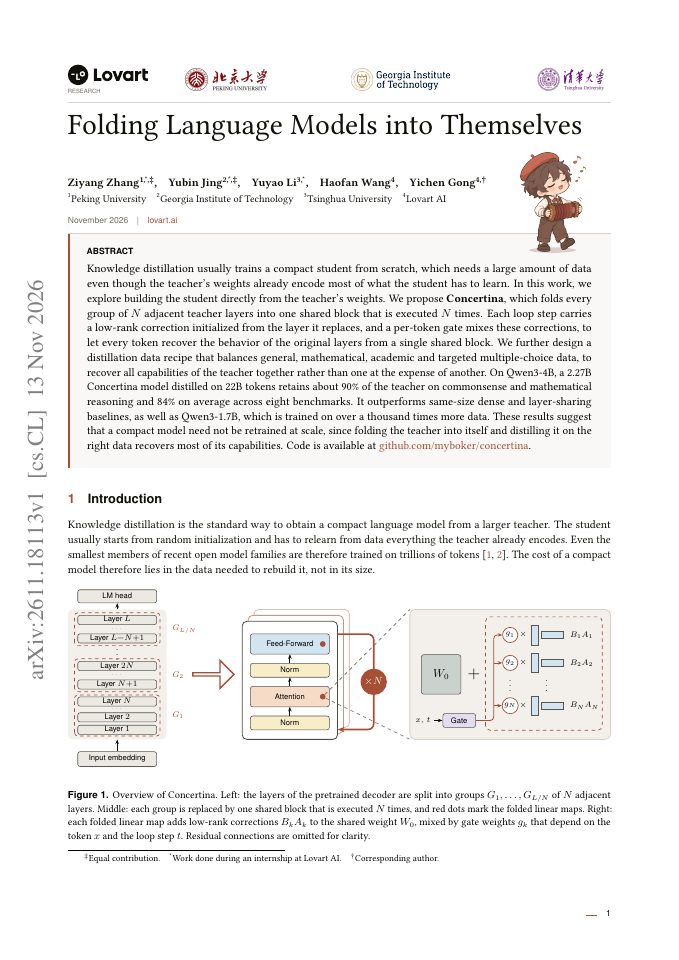 Lovart
RESEARCH
北京大学
PEKING UNIVERSITY
Georgia Institute
of Technology
清华大学
Tsinghua University
Folding Language Models into Themselves
Ziyang Zhang1,*,‡, Yubin Jing2,*,‡, Yuyao Li3,*, Haofan Wang4, Yichen Gong4,†
1Peking University 2Georgia Institute of Technology 3Tsinghua University 4Lovart AI
November 2026 | lovart.ai
ABSTRACT
Knowledge distillation usually trains a compact student from scratch, which needs a large amount of data
even though the teacher's weights already encode most of what the student has to learn. In this work, we
explore building the student directly from the teacher's weights. We propose Concertina, which folds every
group of N adjacent teacher layers into one shared block that is executed N times. Each loop step carries
a low-rank correction initialized from the layer it replaces, and a per-token gate mixes these corrections, to
let every token recover the behavior of the original layers from a single shared block. We further design a
distillation data recipe that balances general, mathematical, academic and targeted multiple-choice data, to
recover all capabilities of the teacher together rather than one at the expense of another. On Qwen3-4B, a 2.27B
Concertina model distilled on 22B tokens retains about 90% of the teacher on commonsense and mathematical
reasoning and 84% on average across eight benchmarks. It outperforms same-size dense and layer-sharing
baselines, as well as Qwen3-1.7B, which is trained on over a thousand times more data. These results suggest
that a compact model need not be retrained at scale, since folding the teacher into itself and distilling it on the
right data recovers most of its capabilities. Code is available at github.com/myboker/concertina.
arXiv:2611.18113v1 [cs.CL] 13 Nov 2026
1 Introduction
Knowledge distillation is the standard way to obtain a compact language model from a larger teacher. The student
usually starts from random initialization and has to relearn from data everything the teacher already encodes. Even the
smallest members of recent open model families are therefore trained on trillions of tokens [1, 2]. The cost of a compact
model therefore lies in the data needed to rebuild it, not in its size.
LM head
Layer L
Layer L−N+1
⋮
Layer 2N
Layer N+1
Layer N
Layer 2
Layer 1
Input embedding
G_{L/N}
G_2
G_1
Feed-Forward
Norm
Attention
Norm
×N
W_0
+
g_1 × B_1A_1
g_2 × B_2A_2
⋮ ⋮
g_N × B_NA_N
x, t
Gate
Figure 1. Overview of Concertina. Left: the layers of the pretrained decoder are split into groups G_1, . . . , G_{L/N} of N adjacent
layers. Middle: each group is replaced by one shared block that is executed N times, and red dots mark the folded linear maps. Right:
each folded linear map adds low-rank corrections B_kA_k to the shared weight W_0, mixed by gate weights g_k that depend on the
token x and the loop step t. Residual connections are omitted for clarity.
‡Equal contribution. *Work done during an internship at Lovart AI. †Corresponding author.
1